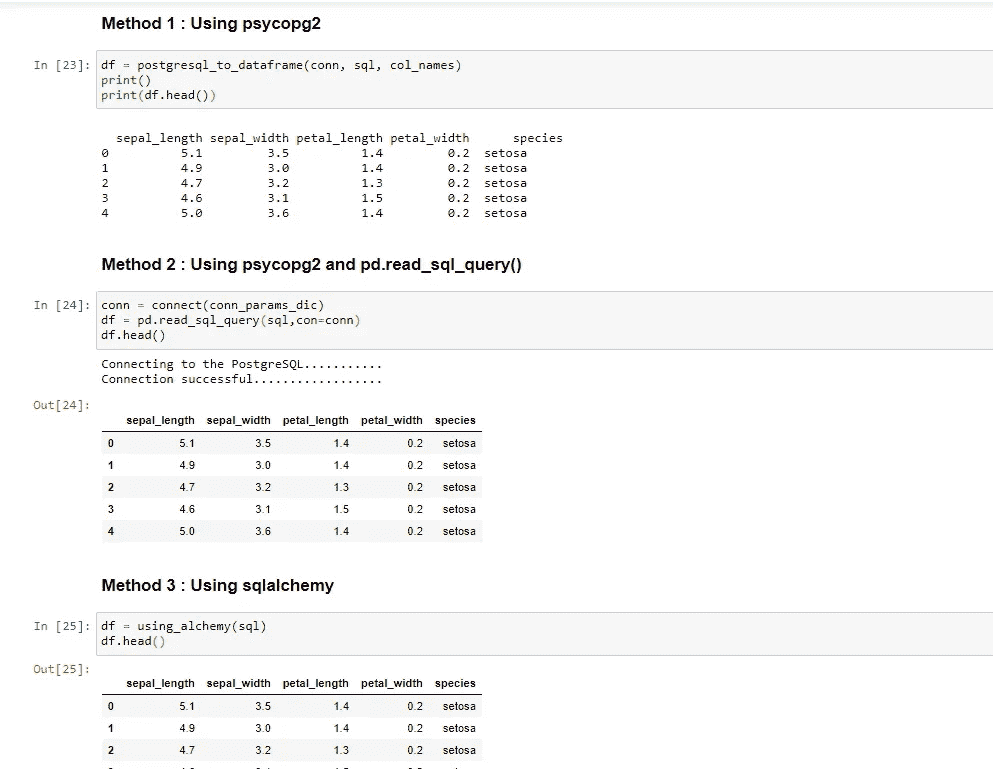 Method 1 : Using psycopg2
In [23]: df = postgresql_to_dataframe(conn, sql, col_names)
print()
print(df.head())
sepal_length sepal_width petal_length petal_width species
0 5.1 3.5 1.4 0.2 setosa
1 4.9 3.0 1.4 0.2 setosa
2 4.7 3.2 1.3 0.2 setosa
3 4.6 3.1 1.5 0.2 setosa
4 5.0 3.6 1.4 0.2 setosa
Method 2 : Using psycopg2 and pd.read_sql_query()
In [24]: conn = connect(conn_params_dic)
df = pd.read_sql_query(sql,con=conn)
df.head()
Connecting to the PostgreSQL...........
Connection successful..................
Out[24]:
sepal_length sepal_width petal_length petal_width species
0 5.1 3.5 1.4 0.2 setosa
1 4.9 3.0 1.4 0.2 setosa
2 4.7 3.2 1.3 0.2 setosa
3 4.6 3.1 1.5 0.2 setosa
4 5.0 3.6 1.4 0.2 setosa
Method 3 : Using sqlalchemy
In [25]: df = using_alchemy(sql)
df.head()
Out[25]:
sepal_length sepal_width petal_length petal_width species
0 5.1 3.5 1.4 0.2 setosa
1 4.9 3.0 1.4 0.2 setosa
2 4.7 3.2 1.3 0.2 setosa